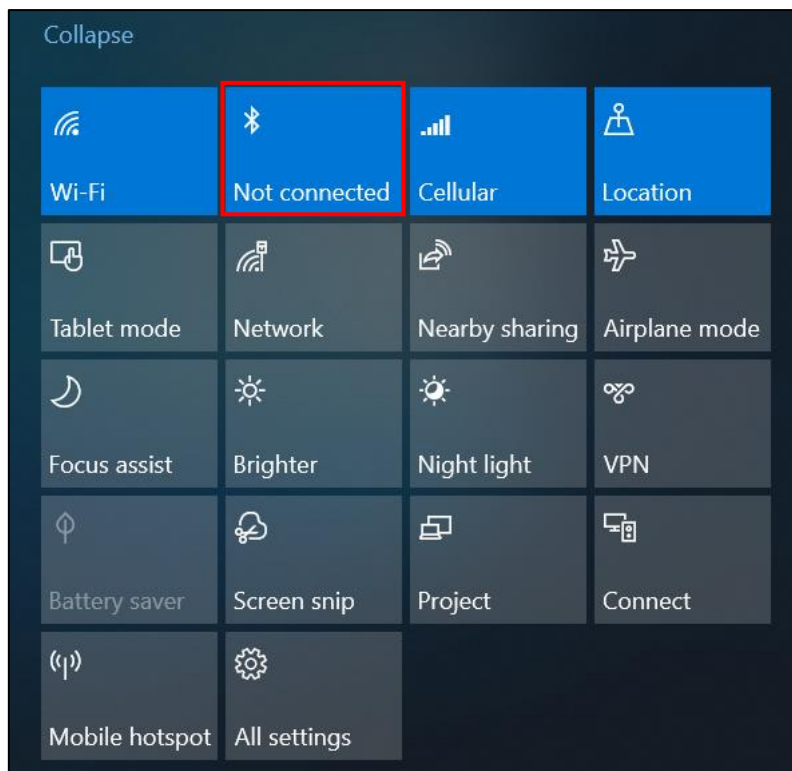 Collapse
Wi-Fi
Not connected
Cellular
Location
Tablet mode
Network
Nearby sharing
Airplane mode
Focus assist
Brighter
Night light
VPN
Battery saver
Screen snip
Project
Connect
Mobile hotspot
All settings